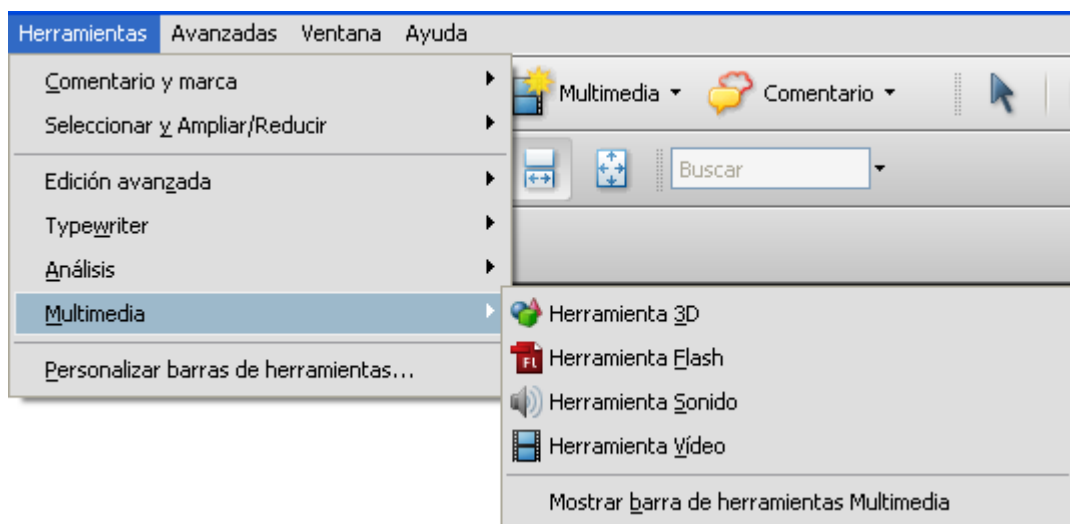 Herramientas Avanzadas Ventana Ayuda
Comentario y marca
Seleccionar y Ampliar/Reducir
Edición avanzada
Typewriter
Análisis
Multimedia
Personalizar barras de herramientas...
Multimedia Comentario
Buscar
Herramienta 3D
FL Herramienta Flash
Herramienta Sonido
Herramienta Vídeo
Mostrar barra de herramientas Multimedia